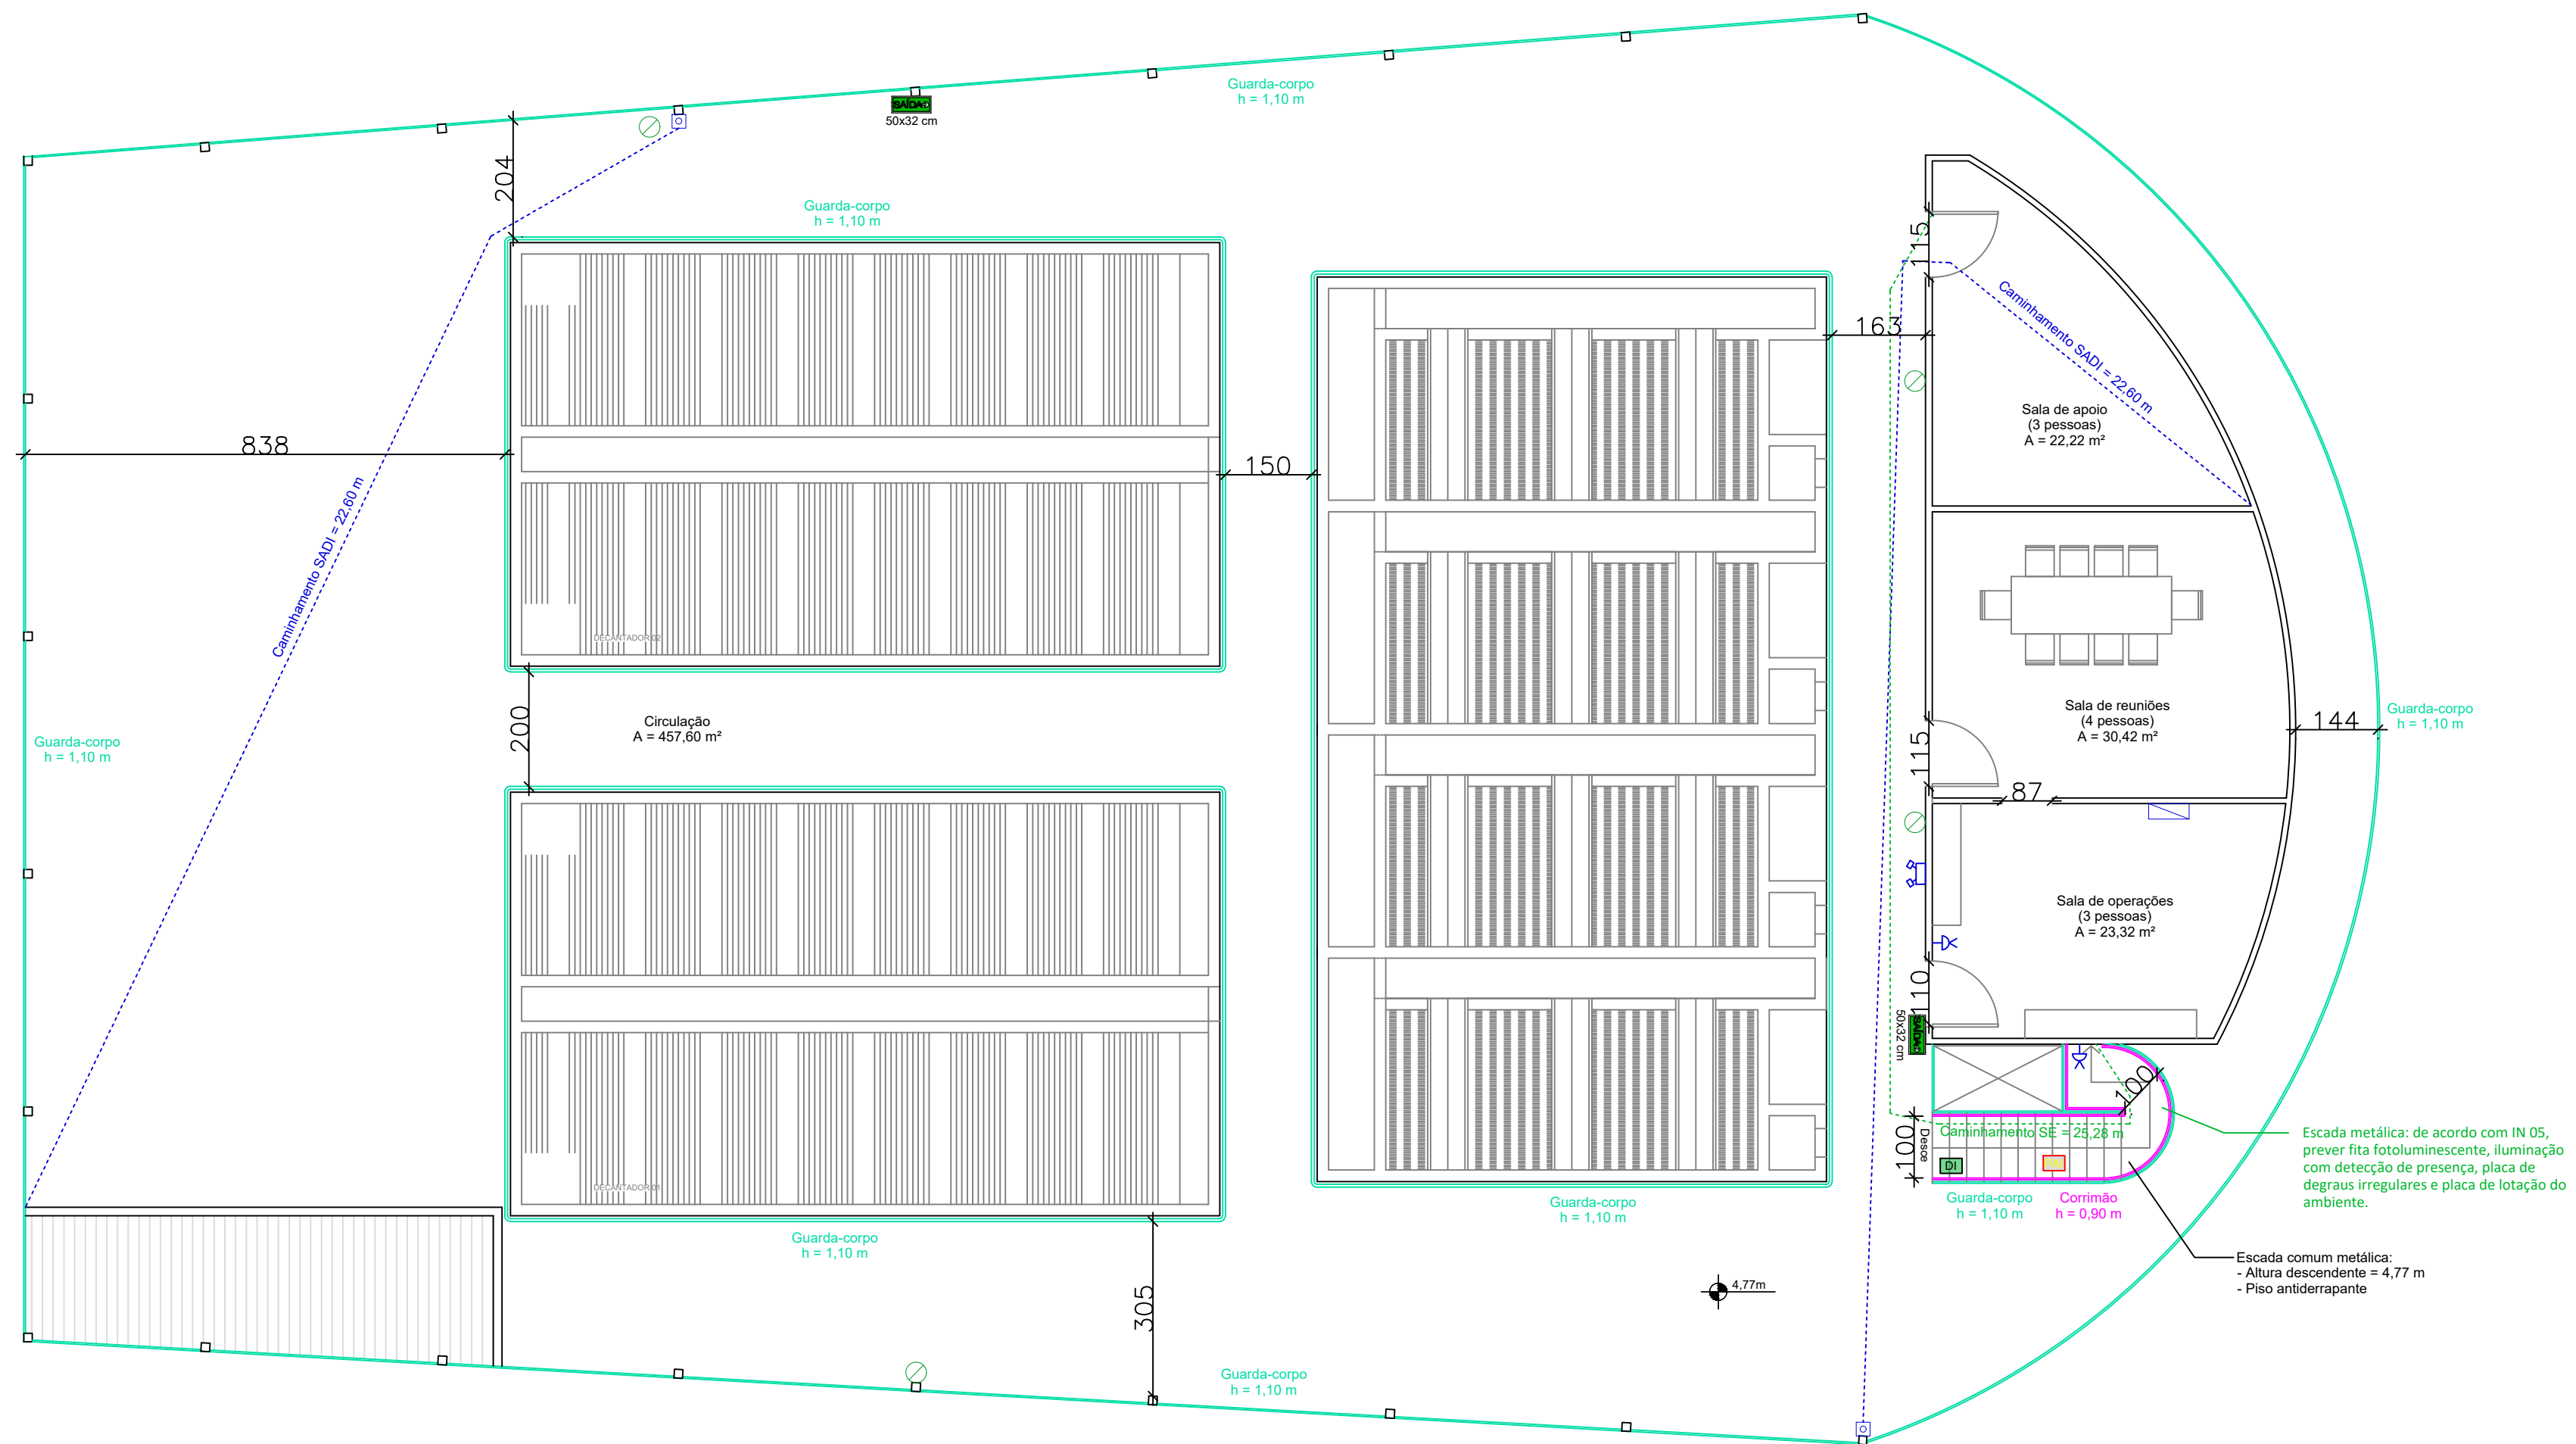 Guarda-corpo
h = 1,10 m
SAÍDA
50x32 cm
204
Guarda-corpo
h = 1,10 m
115
Caminhamento SADI = 22,60 m
163
Sala de apoio
(3 pessoas)
A = 22,22 m²
838
150
Caminhamento SADI = 22,60 m
DECANTADOR 02
200
Circulação
A = 457,60 m²
Guarda-corpo
h = 1,10 m
Sala de reuniões
(4 pessoas)
A = 30,42 m²
144
Guarda-corpo
h = 1,10 m
115
87
Sala de operações
(3 pessoas)
A = 23,32 m²
110
SAÍDA
50x32 cm
100
100
Desce
Caminhamento SE = 25,28 m
DI
Guarda-corpo
h = 1,10 m
Corrimão
h = 0,90 m
Escada metálica: de acordo com IN 05,
prever fita fotoluminescente, iluminação
com detecção de presença, placa de
degraus irregulares e placa de lotação do
ambiente.
DECANTADOR 01
Guarda-corpo
h = 1,10 m
Guarda-corpo
h = 1,10 m
305
4,77m
Escada comum metálica:
- Altura descendente = 4,77 m
- Piso antiderrapante
Guarda-corpo
h = 1,10 m